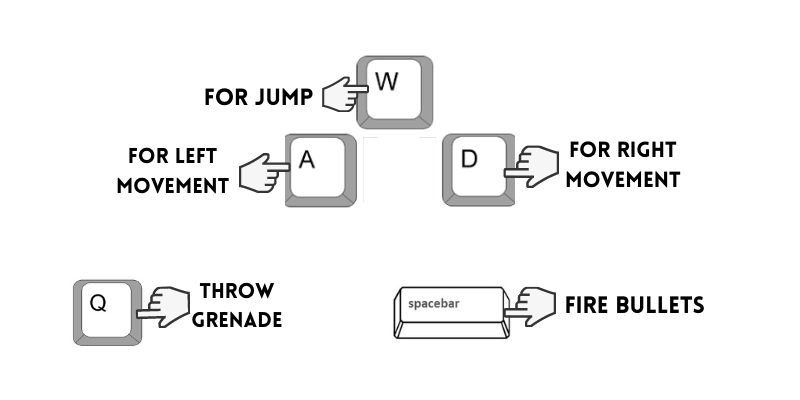 W
FOR JUMP
A
D
FOR LEFT
MOVEMENT
FOR RIGHT
MOVEMENT
Q
THROW
GRENADE
spacebar
FIRE BULLETS